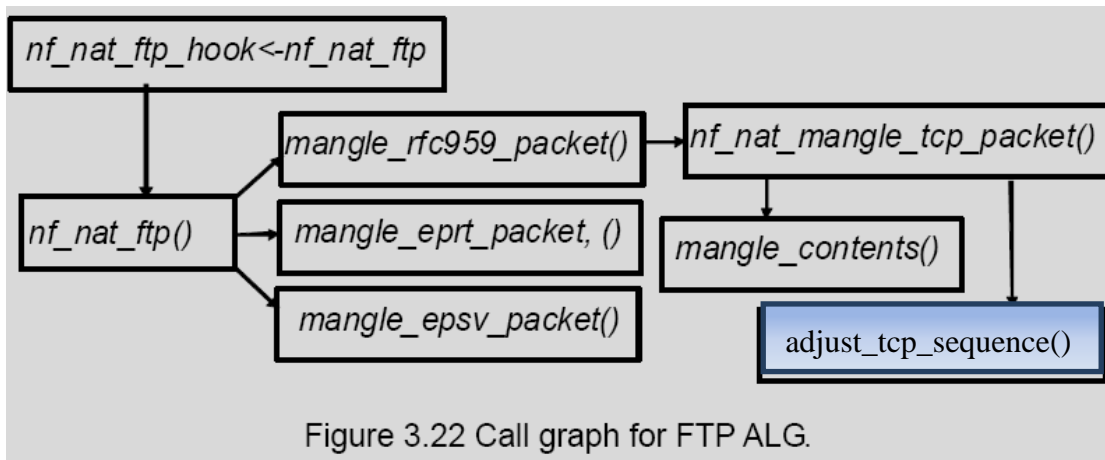 nf_nat_ftp_hook<-nf_nat_ftp
mangle_rfc959_packet()
nf_nat_mangle_tcp_packet()
nf_nat_ftp()
mangle_eprt_packet, ()
mangle_contents()
mangle_epsv_packet()
adjust_tcp_sequence()
Figure 3.22 Call graph for FTP ALG.